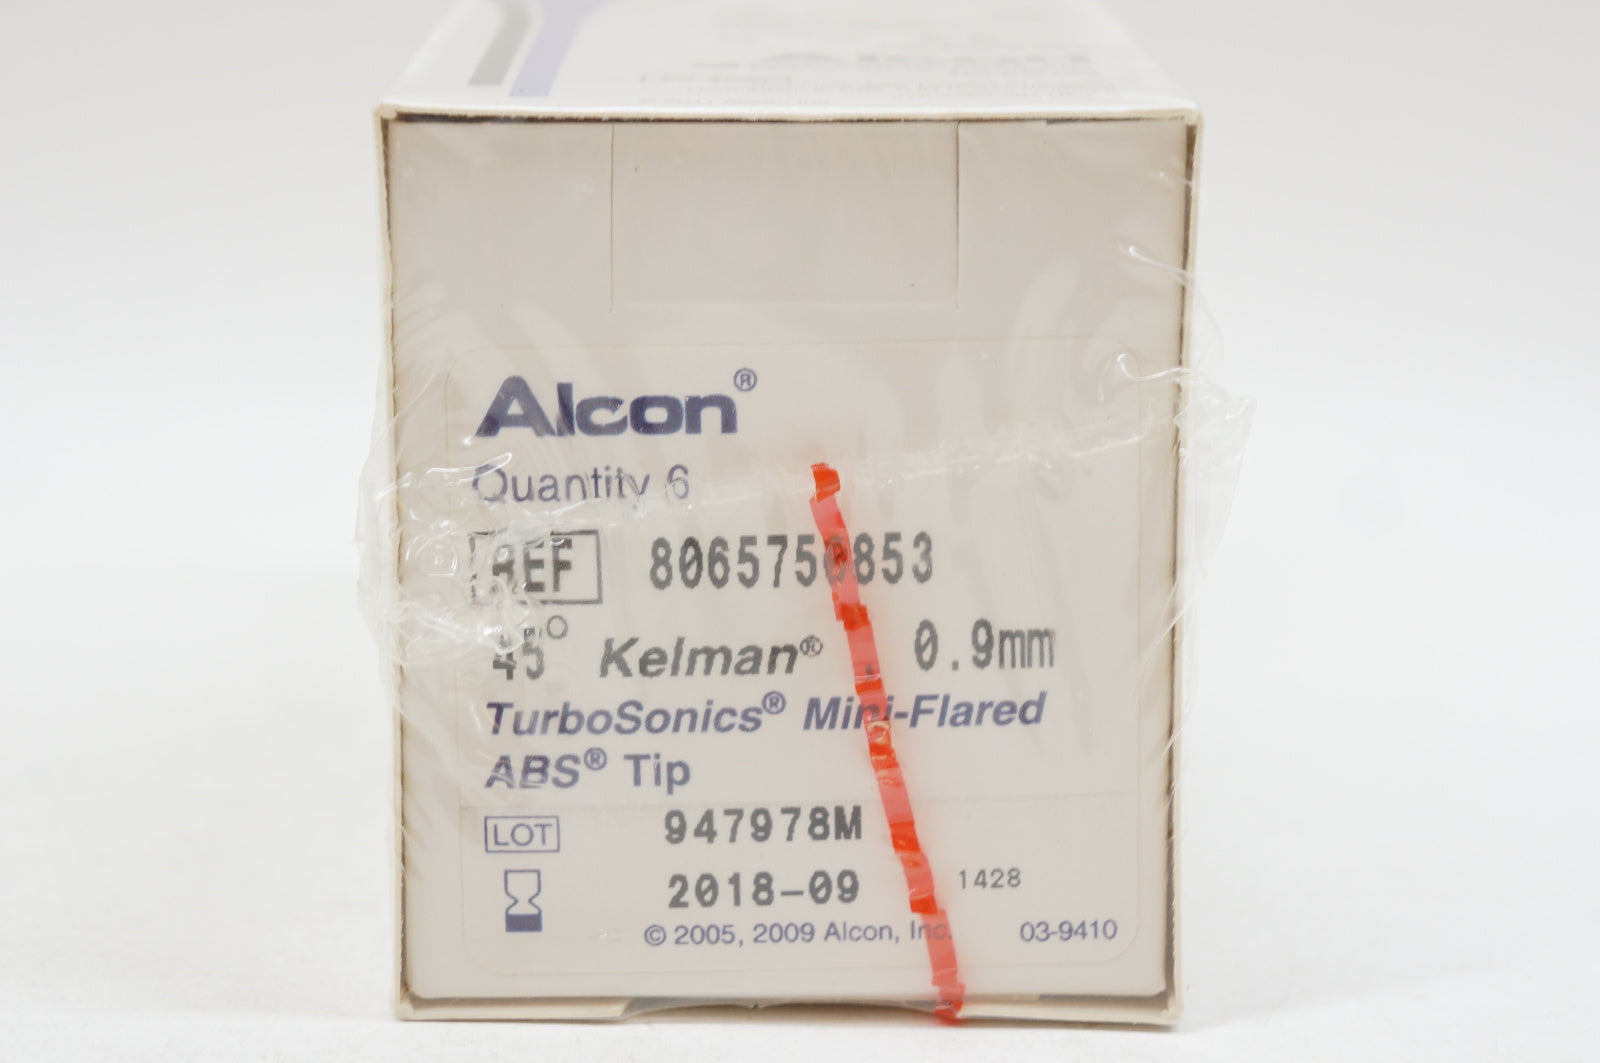 Alcon®
Quantity 6
REF 8065750853
45° Kelman®, 0.9mm
TurboSonics® Mini-Flared
ABS® Tip
LOT 947978M
2018-09 1428
© 2005, 2009 Alcon, Inc. 03-9410